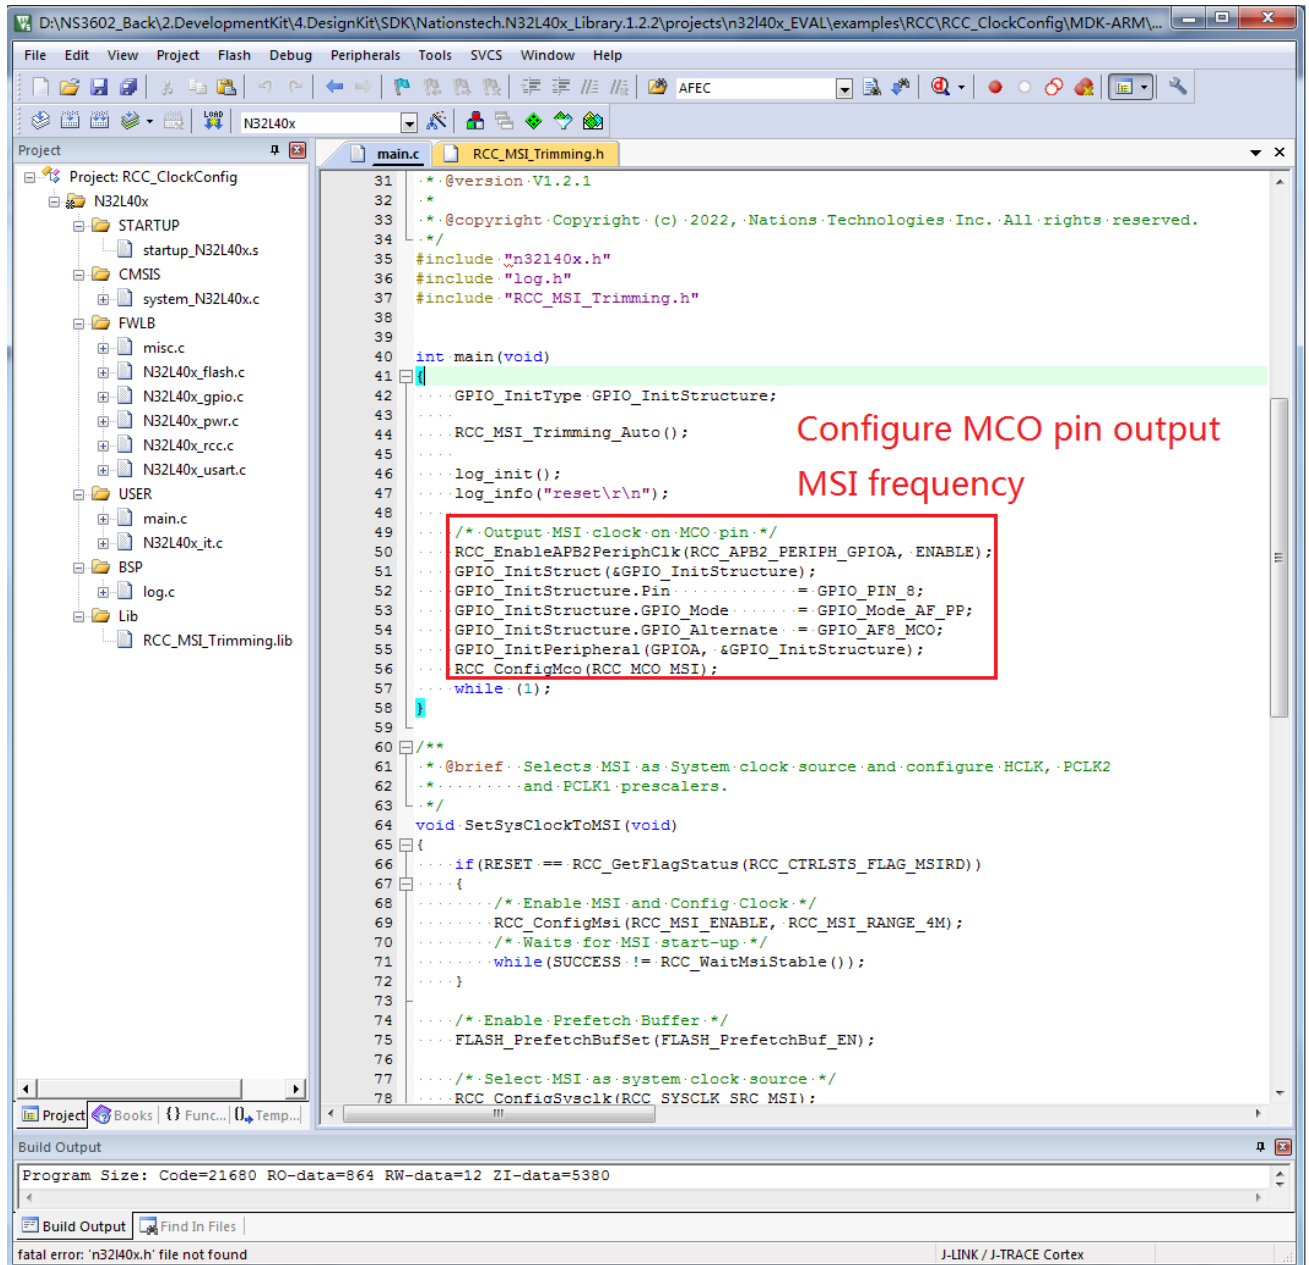 D:\NS3602_Back\2.DevelopmentKit\4.DesignKit\SDK\Nationstech.N32L40x_Library.1.2.2\projects\n32l40x_EVAL\examples\RCC\RCC_ClockConfig\MDK-ARM\...
File Edit View Project Flash Debug Peripherals Tools SVCS Window Help
AFEC
LOAD N32L40x
Project
main.c RCC_MSI_Trimming.h
Project: RCC_ClockConfig
N32L40x
STARTUP
startup_N32L40x.s
CMSIS
system_N32L40x.c
FWLB
misc.c
N32L40x_flash.c
N32L40x_gpio.c
N32L40x_pwr.c
N32L40x_rcc.c
N32L40x_usart.c
USER
main.c
N32L40x_it.c
BSP
log.c
Lib
RCC_MSI_Trimming.lib
31 * @version V1.2.1
32 *
33 * @copyright Copyright (c) 2022, Nations Technologies Inc. All rights reserved.
34 */
35 #include "n32l40x.h"
36 #include "log.h"
37 #include "RCC_MSI_Trimming.h"
38
39
40 int main(void)
41 {
42 GPIO_InitType GPIO_InitStructure;
43
44 RCC_MSI_Trimming_Auto();
45
46 log_init();
47 log_info("reset\r\n");
48
49 /* Output MSI clock on MCO pin */
50 RCC_EnableAPB2PeriphClk(RCC_APB2_PERIPH_GPIOA, ENABLE);
51 GPIO_InitStruct(&GPIO_InitStructure);
52 GPIO_InitStructure.Pin = GPIO_PIN_8;
53 GPIO_InitStructure.GPIO_Mode = GPIO_Mode_AF_PP;
54 GPIO_InitStructure.GPIO_Alternate = GPIO_AF8_MCO;
55 GPIO_InitPeripheral(GPIOA, &GPIO_InitStructure);
56 RCC_ConfigMco(RCC_MCO_MSI);
57 while (1);
58 }
59
60 /**
61 * @brief Selects MSI as System clock source and configure HCLK, PCLK2
62 * and PCLK1 prescalers.
63 */
64 void SetSysClockToMSI(void)
65 {
66 if(RESET == RCC_GetFlagStatus(RCC_CTRLSTS_FLAG_MSIRD))
67 {
68 /* Enable MSI and Config Clock */
69 RCC_ConfigMsi(RCC_MSI_ENABLE, RCC_MSI_RANGE_4M);
70 /* Waits for MSI start-up */
71 while(SUCCESS != RCC_WaitMsiStable());
72 }
73
74 /* Enable Prefetch Buffer */
75 FLASH_PrefetchBufSet(FLASH_PrefetchBuf_EN);
76
77 /* Select MSI as system clock source */
78 RCC_ConfigSysclk(RCC_SYSCLK_SRC_MSI);
Configure MCO pin output
MSI frequency
Project Books {} Func... 0 Temp...
Build Output
Program Size: Code=21680 RO-data=864 RW-data=12 ZI-data=5380
Build Output Find In Files
fatal error: 'n32l40x.h' file not found J-LINK / J-TRACE Cortex